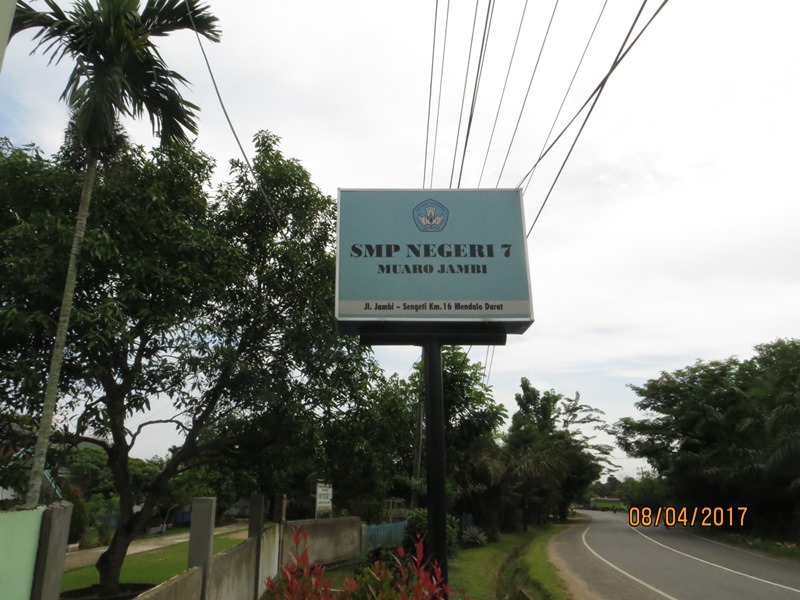 SMP NEGERI 7
MUARO JAMBI
Jl. Jambi - Sengeti Km.16 Mendalo Darat
08/04/2017